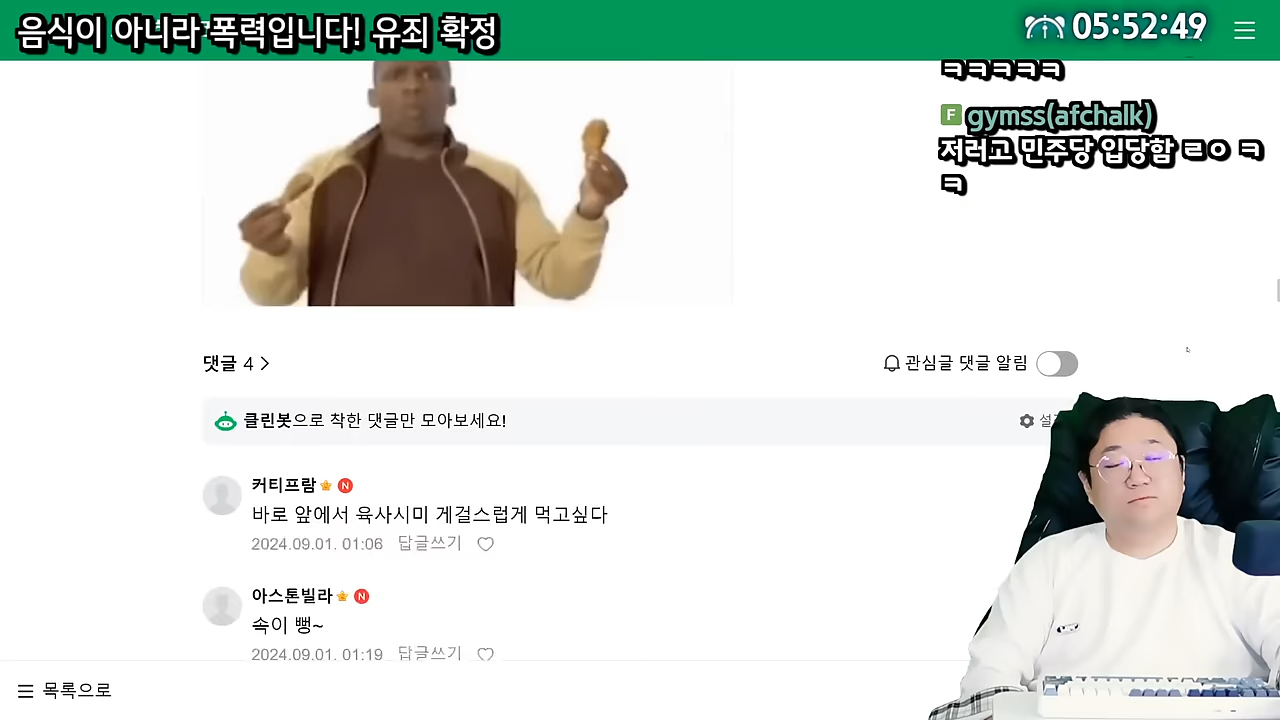 음식이 아니라 폭력입니다! 유죄 확정
05:52:49
ㅋㅋㅋㅋㅋ
F gymss(afchalk)
저러고 민주당 입당함 ㄹㅇ ㅋ
ㅋ
댓글 4
관심글 댓글 알림
클린봇으로 착한 댓글만 모아보세요!
커티프람 N
바로 앞에서 육사시미 게걸스럽게 먹고싶다
2024.09.01. 01:06 답글쓰기
아스톤빌라 N
속이 뻥~
2024.09.01. 01:19 답글쓰기
목록으로